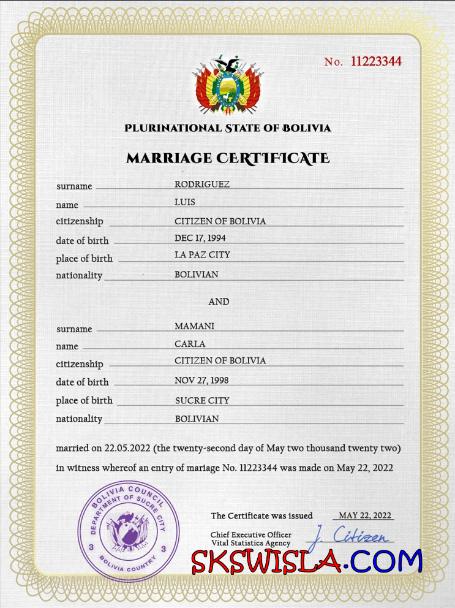 No. 11223344
PLURINATIONAL STATE OF BOLIVIA
MARRIAGE CERTIFICATE
surname RODRIGUEZ
name LUIS
citizenship CITIZEN OF BOLIVIA
date of birth DEC 17, 1994
place of birth LA PAZ CITY
nationality BOLIVIAN
AND
surname MAMANI
name CARLA
citizenship CITIZEN OF BOLIVIA
date of birth NOV 27, 1998
place of birth SUCRE CITY
nationality BOLIVIAN
married on 22.05.2022 (the twenty-second day of May two thousand twenty two)
in witness whereof an entry of mariage No. 11223344 was made on May 22, 2022
BOLIVIA COUNCIL
DEPARTMENT OF SUCRE CITY
3 3
BOLIVIA COUNTRY
The Certificate was issued MAY 22, 2022
Chief Executive Officer
Vital Statistics Agency J. Citizen
SKSWISLA.COM